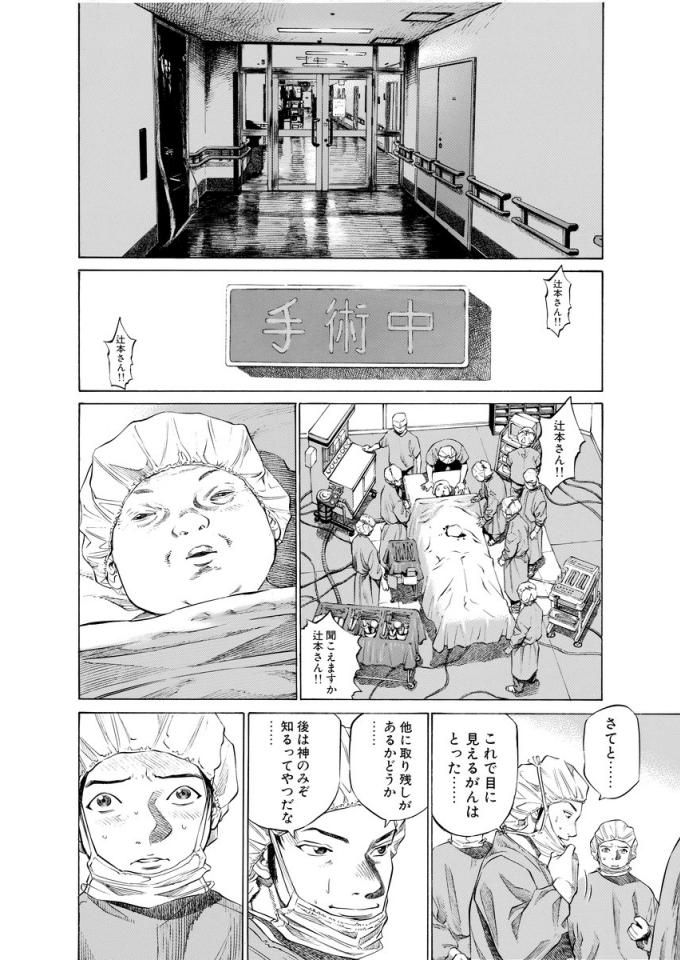 辻本さん!!
手術中
辻本さん!!
辻本さん!!
聞こえますか
辻本さん!!
さてと……
これで目に
見えるがんは
とった……
他に取り残しが
あるかどうか
……
後は神のみぞ
知るってやつだな
……